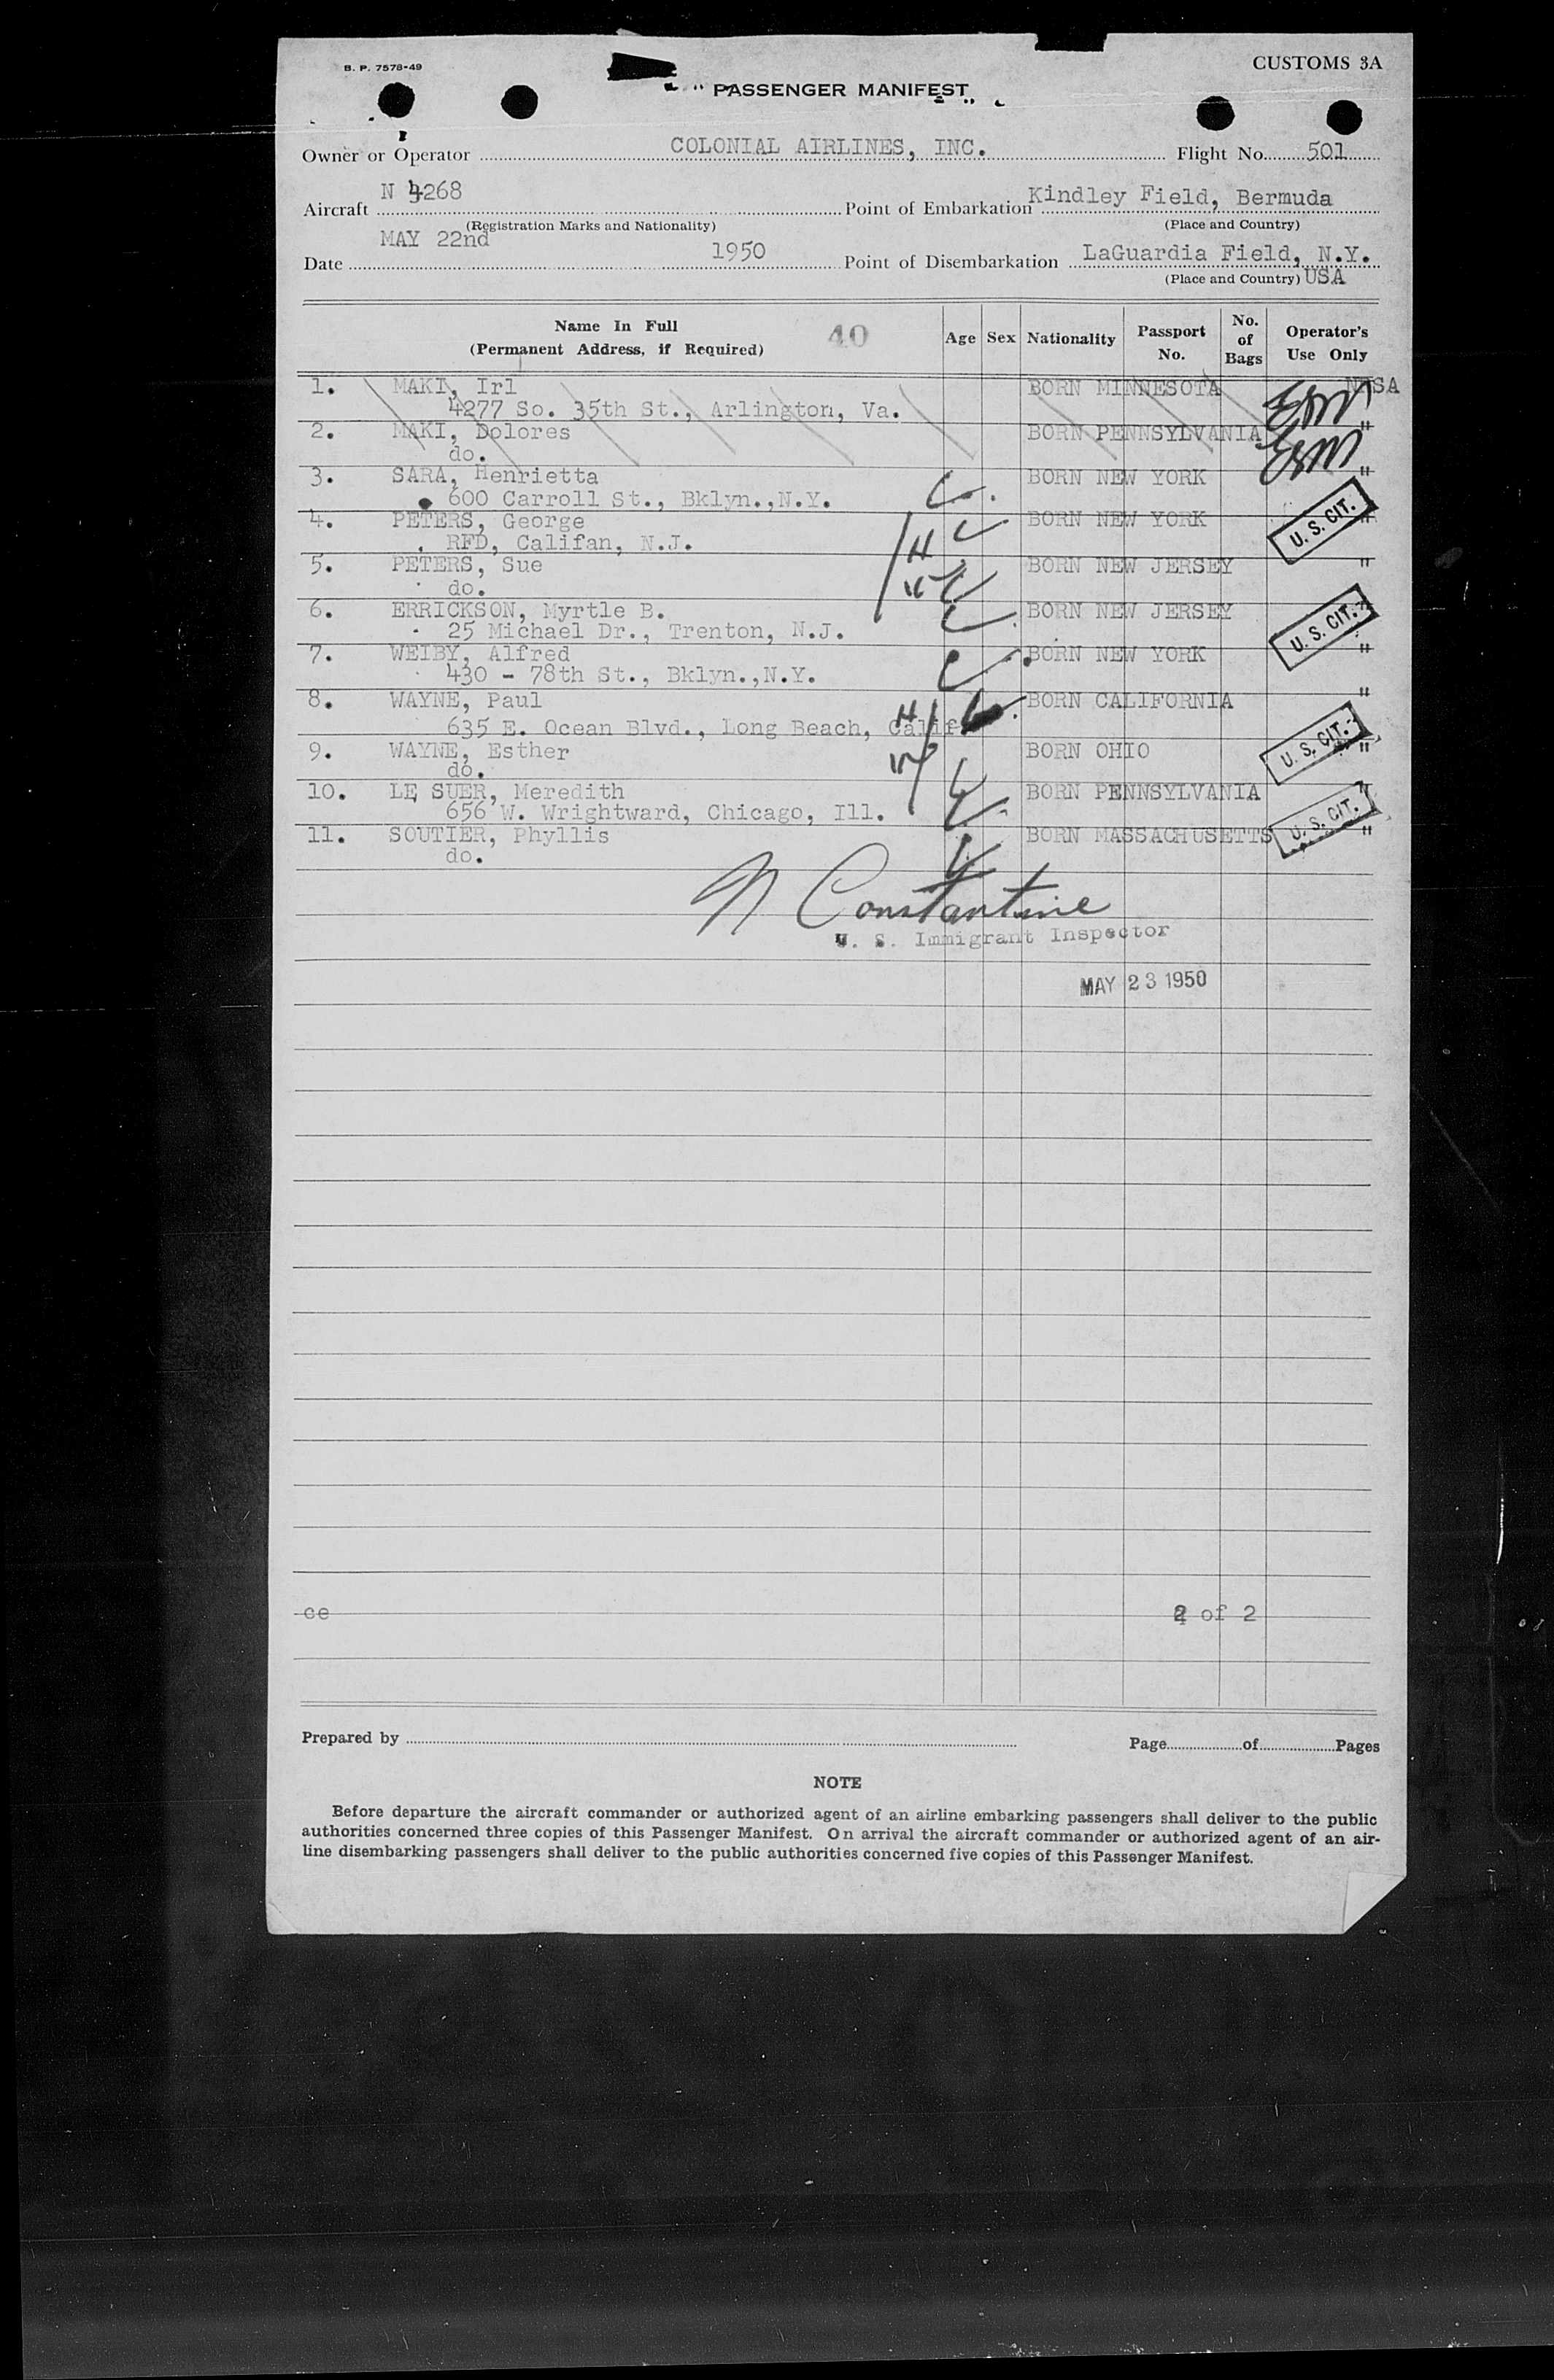 B. P. 7578-49
CUSTOMS 3A
PASSENGER MANIFEST
Owner or Operator COLONIAL AIRLINES, INC. Flight No. 501
Aircraft N 4268 Point of Embarkation Kindley Field, Bermuda
(Registration Marks and Nationality) (Place and Country)
Date MAY 22nd 1950 Point of Disembarkation LaGuardia Field, N.Y.
(Place and Country) USA
Name In Full (Permanent Address, if Required) 40 Age Sex Nationality Passport No. No. of Bags Operator's Use Only
1. MAKI, Irl BORN MINNESOTA
4277 So. 35th St., Arlington, Va.
2. MAKI, Dolores BORN PENNSYLVANIA "
do.
3. SARA, Henrietta BORN NEW YORK "
600 Carroll St., Bklyn.,N.Y.
4. PETERS, George BORN NEW YORK U. S. CIT. "
RFD, Califan, N.J. H
5. PETERS, Sue BORN NEW JERSEY "
do. W
6. ERRICKSON, Myrtle B. BORN NEW JERSEY U. S. CIT.
25 Michael Dr., Trenton, N.J.
7. WEIBY, Alfred BORN NEW YORK "
430 - 78th St., Bklyn.,N.Y.
8. WAYNE, Paul H BORN CALIFORNIA "
635 E. Ocean Blvd., Long Beach, Calif
9. WAYNE, Esther W BORN OHIO U. S. CIT. "
do.
10. LE SUER, Meredith BORN PENNSYLVANIA
656 W. Wrightward, Chicago, Ill.
11. SOUTIER, Phyllis BORN MASSACHUSETTS U. S. CIT. "
do.
N Constantine
U. S. Immigrant Inspector
MAY 23 1950
ce 2 of 2
Prepared by Page of Pages
NOTE
Before departure the aircraft commander or authorized agent of an airline embarking passengers shall deliver to the public
authorities concerned three copies of this Passenger Manifest. On arrival the aircraft commander or authorized agent of an air-
line disembarking passengers shall deliver to the public authorities concerned five copies of this Passenger Manifest.